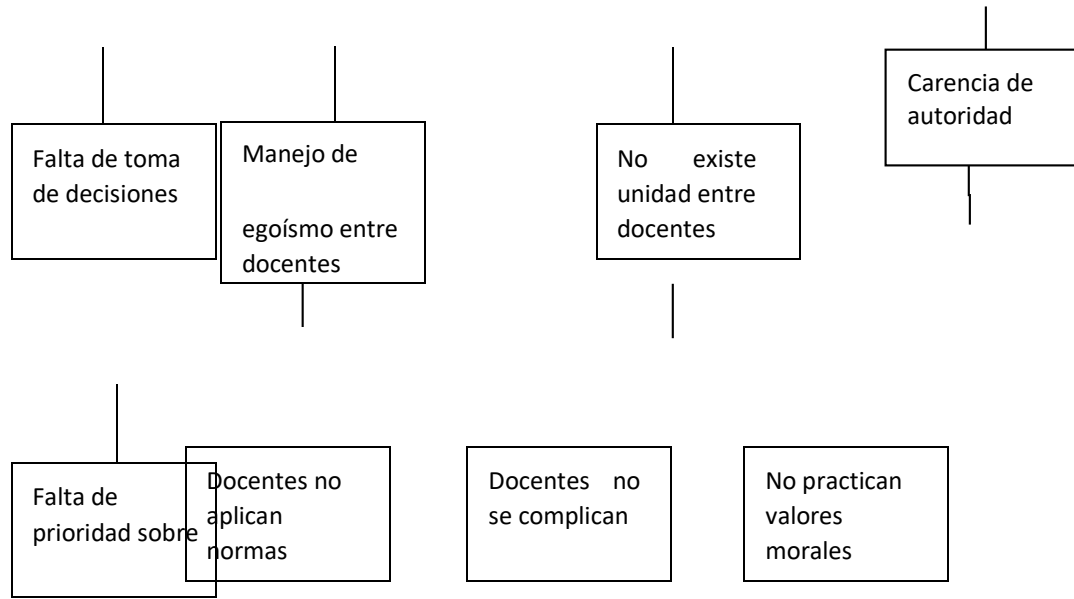 Carencia de
autoridad
Falta de toma
de decisiones
Manejo de
egoísmo entre
docentes
No existe
unidad entre
docentes
Falta de
prioridad sobre
Docentes no
aplican
normas
Docentes no
se complican
No practican
valores
morales